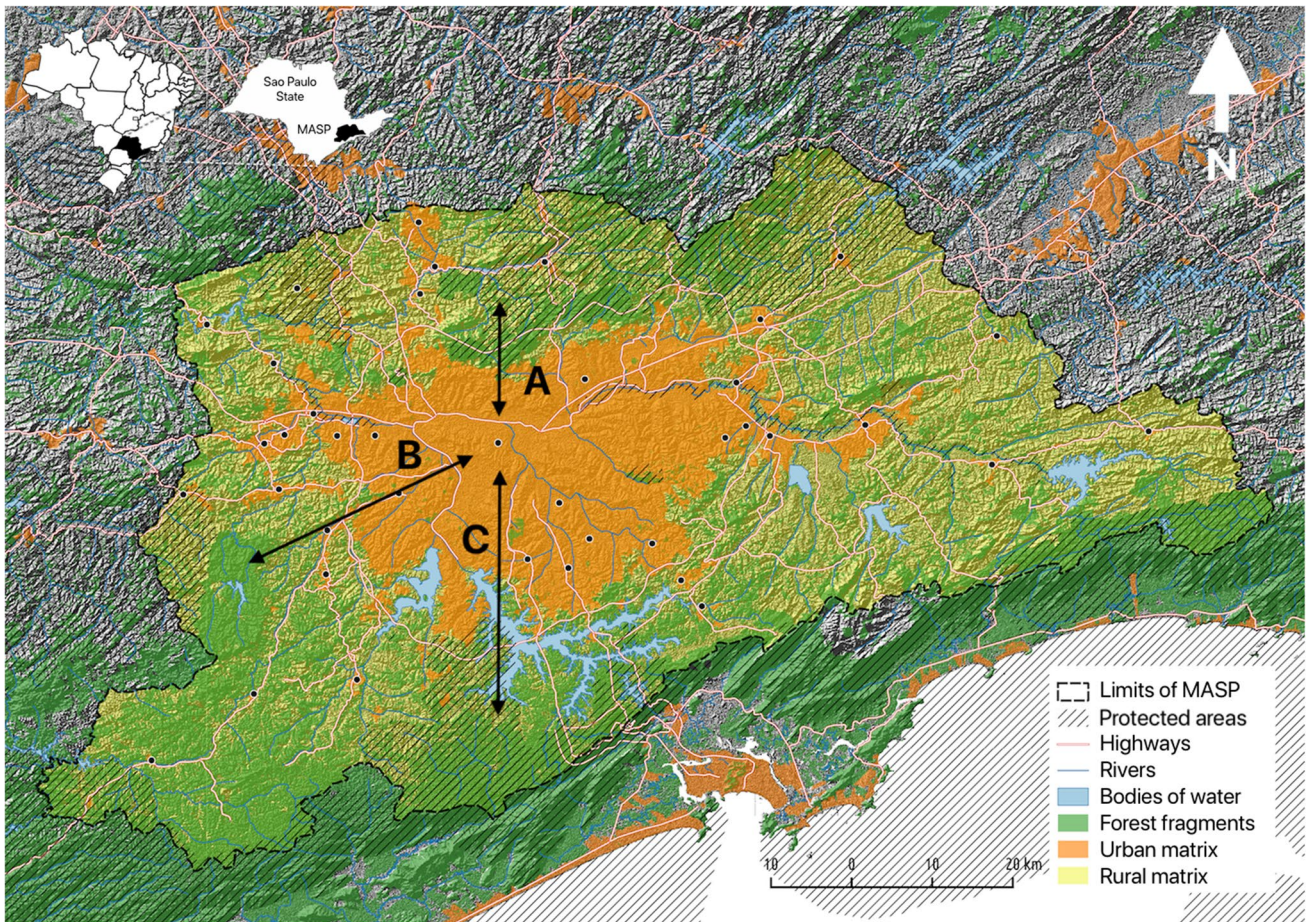 Sao Paulo
State
MASP
N
A
B
C
Limits of MASP
Protected areas
Highways
Rivers
Bodies of water
Forest fragments
Urban matrix
Rural matrix
10 0 10 20 km